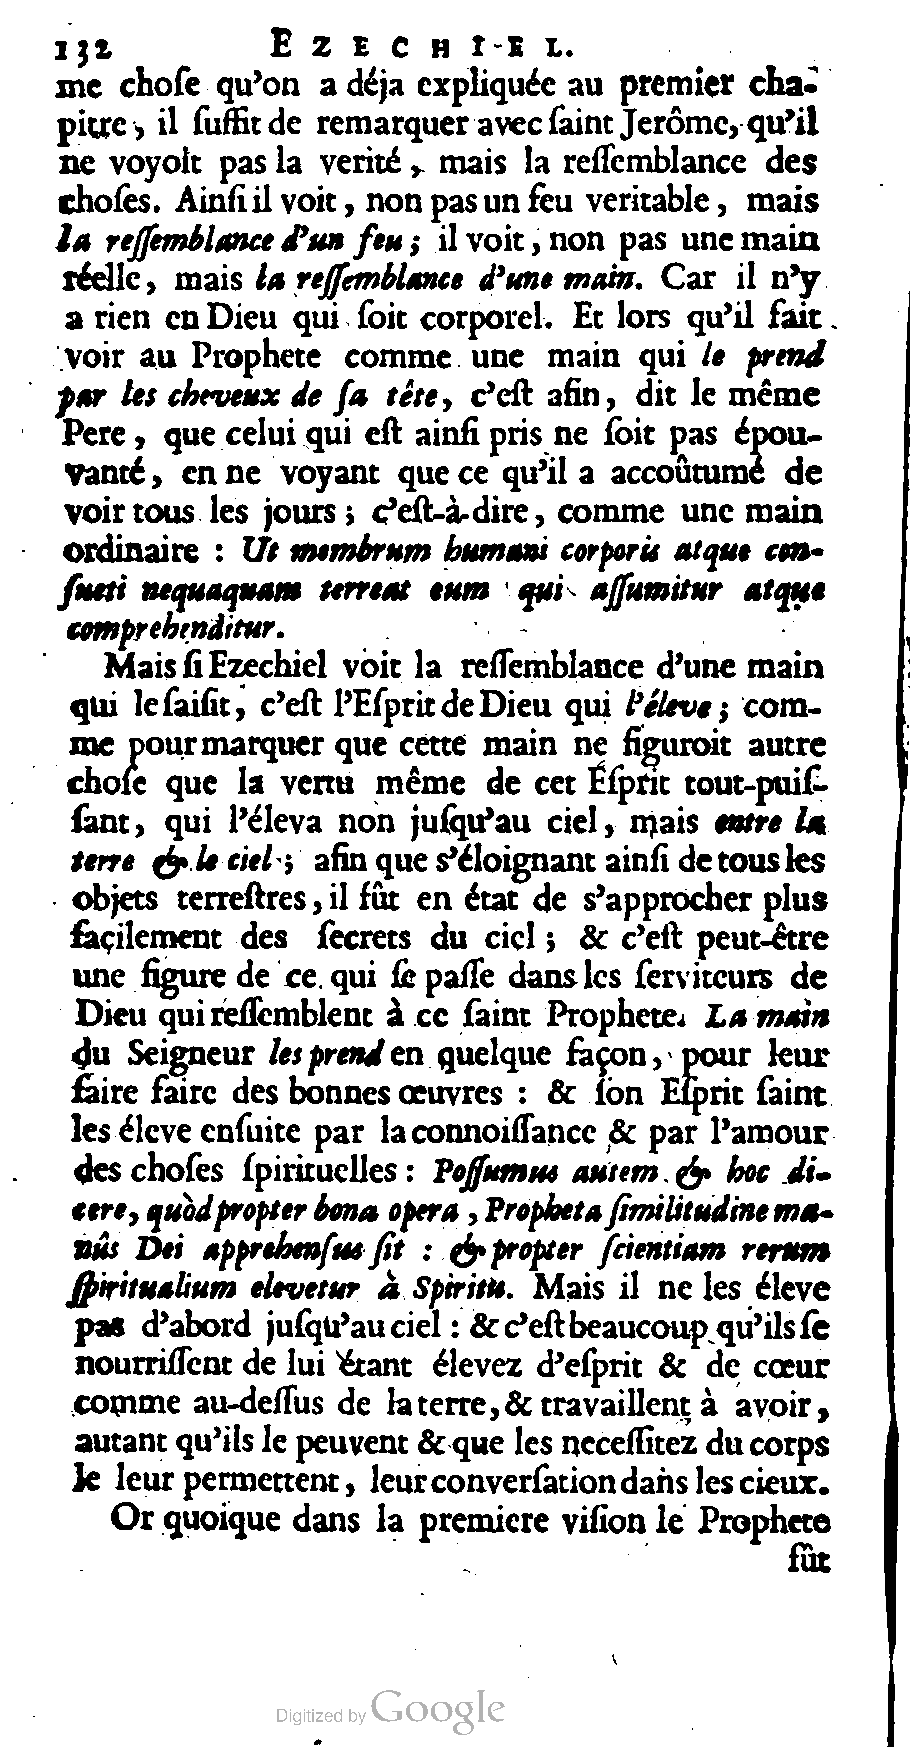 132 EZECHIEL.
me choſe qu'on a déja expliquée au premier cha-
pitre, il ſuffit de remarquer avec ſaint Jerôme, qu'il
ne voyoit pas la verité, mais la reſſemblance des
choſes. Ainſi il voit, non pas un feu veritable, mais
la reſſemblance d'un feu; il voit, non pas une main
réelle, mais la reſſemblance d'une main. Car il n'y
a rien en Dieu qui ſoit corporel. Et lors qu'il fait
voir au Prophete comme une main qui le prend
par les cheveux de ſa tête, c'eſt afin, dit le même
Pere, que celui qui eſt ainſi pris ne ſoit pas épou-
vanté, en ne voyant que ce qu'il a accoûtumé de
voir tous les jours; c'eſt-à-dire, comme une main
ordinaire : Ut membrum humani corporis atque con-
ſueti nequaquam terreat eum qui aſſumitur atque
comprehenditur.
Mais ſi Ezechiel voit la reſſemblance d'une main
qui le ſaiſit, c'eſt l'Eſprit de Dieu qui l'éleve; com-
me pour marquer que cette main ne figuroit autre
choſe que la vertu même de cet Eſprit tout-puiſ-
ſant, qui l'éleva non juſqu'au ciel, mais entre la
terre & le ciel; afin que s'éloignant ainſi de tous les
objets terreſtres, il fût en état de s'approcher plus
façilement des ſecrets du ciel; & c'eſt peut-être
une figure de ce qui ſe paſſe dans les ſerviteurs de
Dieu qui reſſemblent à ce ſaint Prophete. La main
du Seigneur les prend en quelque façon, pour leur
faire faire des bonnes œuvres : & ſon Eſprit ſaint
les éleve enſuite par la connoiſſance & par l'amour
des choſes ſpirituelles : Poſſumus autem & hoc di-
cere, quòd propter bona opera, Propheta ſimilitudine ma-
nûs Dei apprehenſus ſit : & propter ſcientiam rerum
ſpiritualium elevetur à Spiritu. Mais il ne les éleve
pas d'abord juſqu'au ciel : & c'eſt beaucoup qu'ils ſe
nourriſſent de lui étant élevez d'eſprit & de cœur
comme au-deſſus de la terre, & travaillent à avoir,
autant qu'ils le peuvent & que les neceſſitez du corps
le leur permettent, leur converſation dans les cieux.
Or quoique dans la premiere viſion le Prophete
fût
Digitized by Google